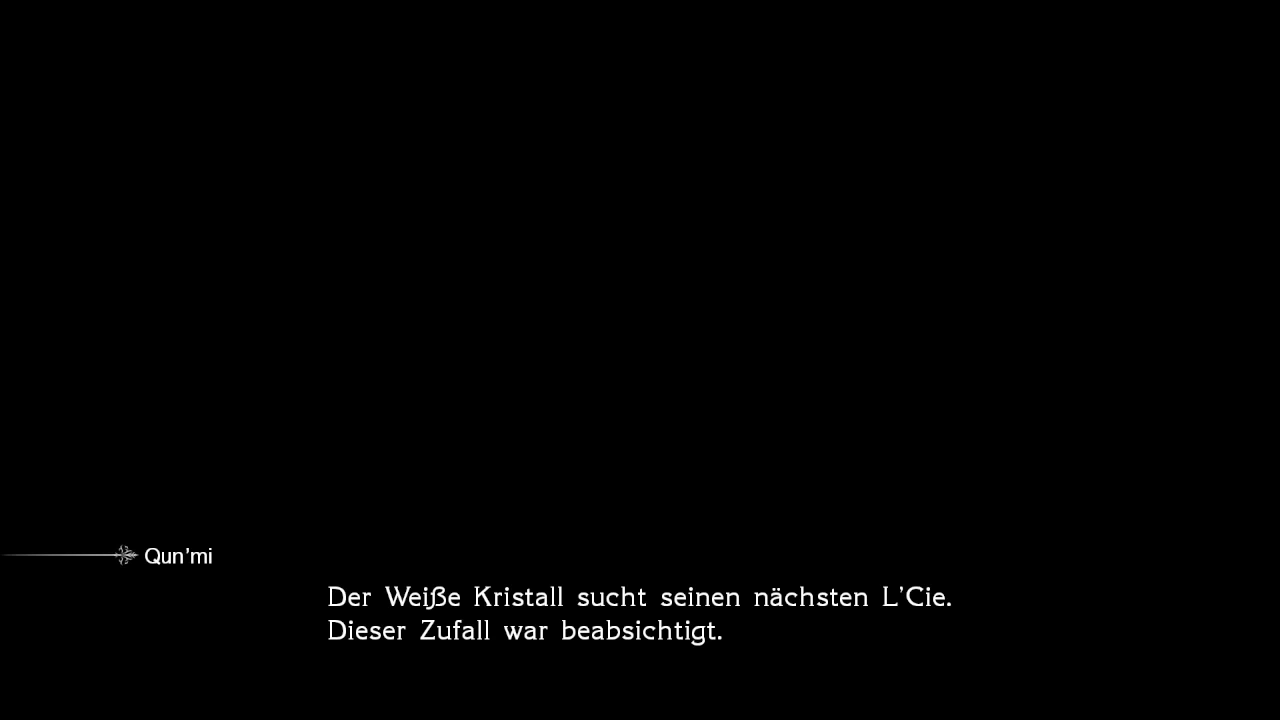 Qun'mi
Der Weiße Kristall sucht seinen nächsten L'Cie.
Dieser Zufall war beabsichtigt.